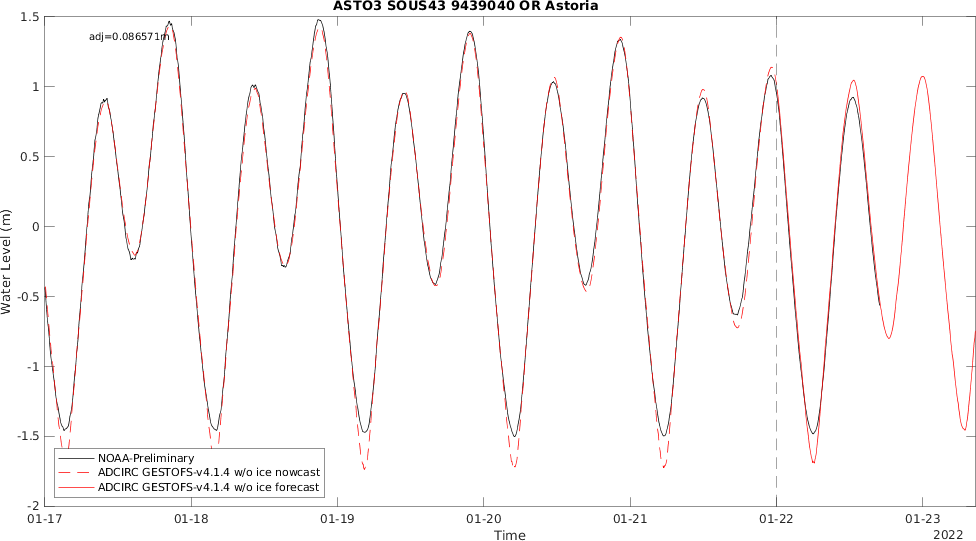 ASTO3 SOUS43 9439040 OR Astoria
adj=0.086571m
1.5
1
0.5
0
-0.5
-1
-1.5
-2
Water Level (m)
NOAA-Preliminary
ADCIRC GESTOFS-v4.1.4 w/o ice nowcast
ADCIRC GESTOFS-v4.1.4 w/o ice forecast
01-17 01-18 01-19 01-20 01-21 01-22 01-23
Time
2022